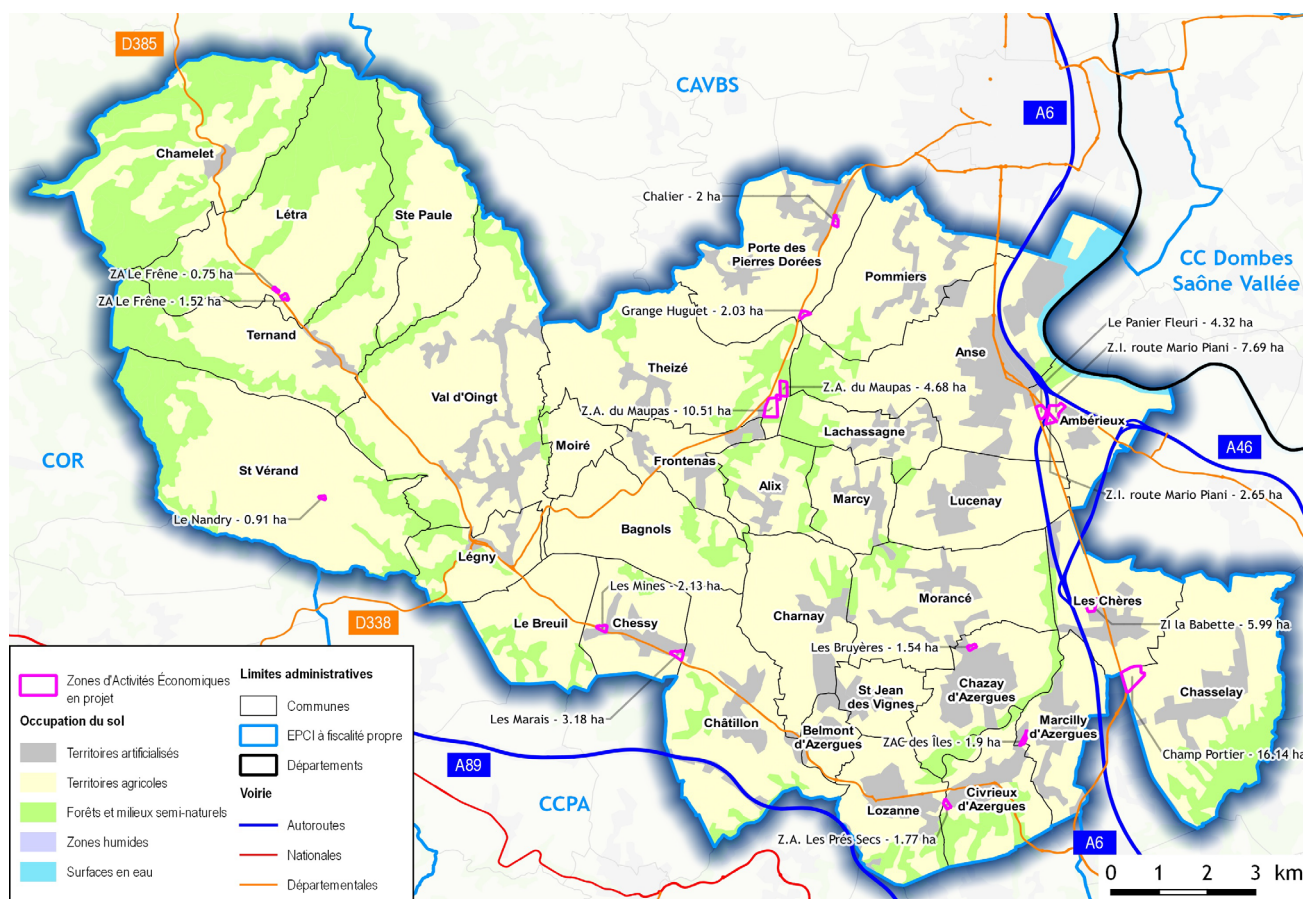 D385
CAVBS
A6
Chamelet
Chalier - 2 ha
Létra
Ste Paule
Porte des
Pierres Dorées
Pommiers
CC Dombes
Saône Vallée
ZA Le Frêne - 0.75 ha
ZA Le Frêne - 1.52 ha
Grange Huguet - 2.03 ha
Le Panier Fleuri - 4.32 ha
Ternand
Anse
Z.I. route Mario Piani - 7.69 ha
Theizé
Val d'Oingt
Z.A. du Maupas - 4.68 ha
Z.A. du Maupas - 10.51 ha
Ambérieux
Lachassagne
Moiré
COR
Frontenas
A46
St Vérand
Alix
Marcy
Lucenay
Z.I. route Mario Piani - 2.65 ha
Le Nandry - 0.91 ha
Bagnols
Légny
Les Mines - 2.13 ha
Morancé
Les Chères
D338
Le Breuil
Chessy
Charnay
ZI la Babette - 5.99 ha
Les Bruyères - 1.54 ha
St Jean
des Vignes
Chazay
d'Azergues
Chasselay
Les Marais - 3.18 ha
Châtillon
Belmont
d'Azergues
Marcilly
d'Azergues
ZAC des Îles - 1.9 ha
Champ Portier - 16.14 ha
A89
CCPA
Lozanne
Civrieux
d'Azergues
Z.A. Les Prés Secs - 1.77 ha
A6
0 1 2 3 km
Zones d'Activités Économiques
en projet
Occupation du sol
Territoires artificialisés
Territoires agricoles
Forêts et milieux semi-naturels
Zones humides
Surfaces en eau
Limites administratives
Communes
EPCI à fiscalité propre
Départements
Voirie
Autoroutes
Nationales
Départementales